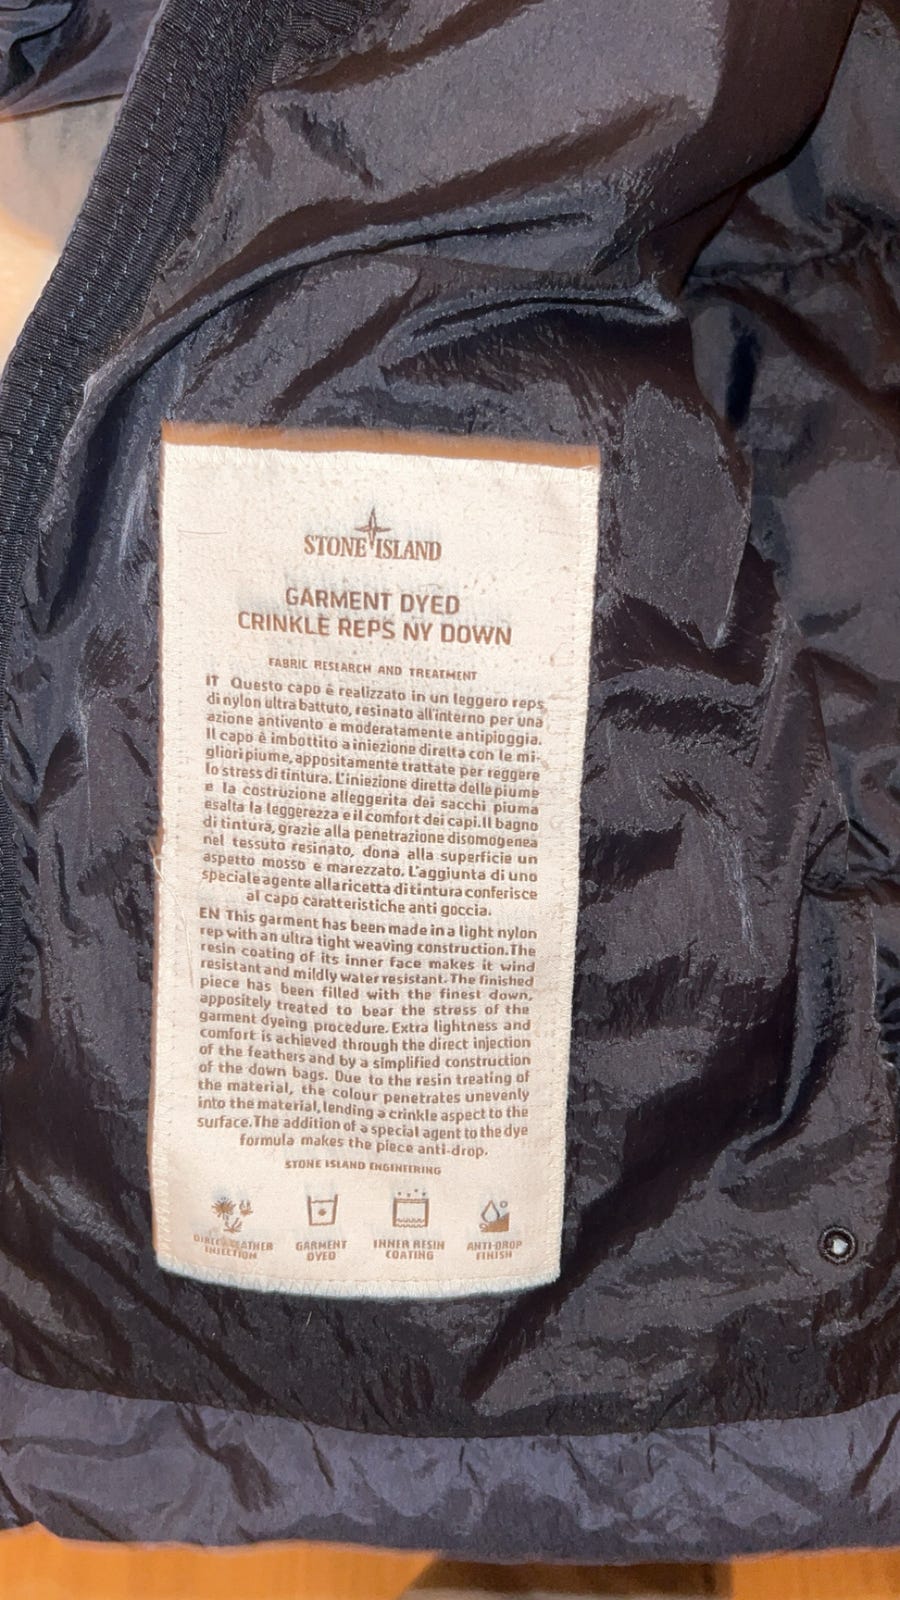 STONE ISLAND
GARMENT DYED
CRINKLE REPS NY DOWN
FABRIC RESEARCH AND TREATMENT
IT Questo capo è realizzato in un leggero reps
di nylon ultra battuto, resinato all'interno per una
azione antivento e moderatamente antipioggia.
Il capo è imbottito a iniezione diretta con le mi-
gliori piume, appositamente trattate per reggere
lo stress di tintura. L'iniezione diretta delle piume
e la costruzione alleggerita dei sacchi piuma
esalta la leggerezza e il comfort dei capi. Il bagno
di tintura, grazie alla penetrazione disomogenea
nel tessuto resinato, dona alla superficie un
aspetto mosso e marezzato. L'aggiunta di uno
speciale agente alla ricetta di tintura conferisce
al capo caratteristiche anti goccia.
EN This garment has been made in a light nylon
rep with an ultra tight weaving construction. The
resin coating of its inner face makes it wind
resistant and mildly water resistant. The finished
piece has been filled with the finest down,
appositely treated to bear the stress of the
garment dyeing procedure. Extra lightness and
comfort is achieved through the direct injection
of the feathers and by a simplified construction
of the down bags. Due to the resin treating of
the material, the colour penetrates unevenly
into the material, lending a crinkle aspect to the
surface. The addition of a special agent to the dye
formula makes the piece anti-drop.
STONE ISLAND ENGINEERING
DIRECT FEATHER
INJECTION
GARMENT
DYED
INNER RESIN
COATING
ANTI-DROP
FINISH